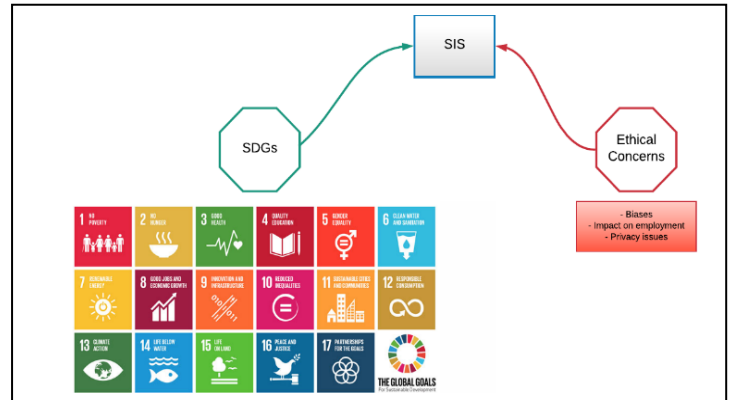 SIS
SDGs
Ethical
Concerns
- Biases
- Impact on employment
- Privacy issues
1 NO
POVERTY
2 NO
HUNGER
3 GOOD
HEALTH
4 QUALITY
EDUCATION
5 GENDER
EQUALITY
6 CLEAN WATER
AND SANITATION
7 RENEWABLE
ENERGY
8 GOOD JOBS AND
ECONOMIC GROWTH
9 INNOVATION AND
INFRASTRUCTURE
10 REDUCED
INEQUALITIES
11 SUSTAINABLE CITIES
AND COMMUNITIES
12 RESPONSIBLE
CONSUMPTION
13 CLIMATE
ACTION
14 LIFE BELOW
WATER
15 LIFE
ON LAND
16 PEACE AND
JUSTICE
17 PARTNERSHIPS
FOR THE GOALS
THE GLOBAL GOALS
For Sustainable Development